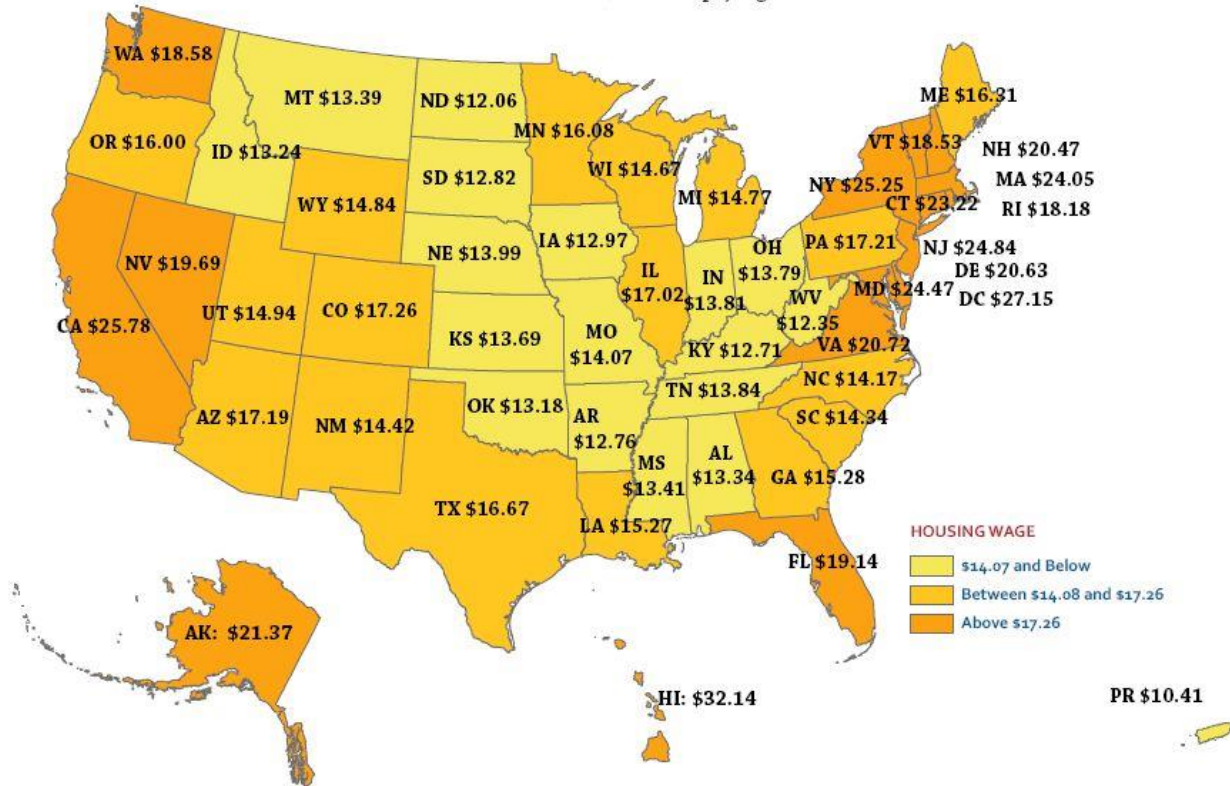 WA $18.58
MT $13.39
ND $12.06
ME $16.31
OR $16.00
ID $13.24
MN $16.08
VT $18.53
NH $20.47
SD $12.82
WI $14.67
MA $24.05
WY $14.84
MI $14.77
NY $25.25
CT $23.22
RI $18.18
IA $12.97
PA $17.21
NJ $24.84
NE $13.99
OH
$13.79
NV $19.69
IL
$17.02
IN
$13.81
DE $20.63
MD $24.47
DC $27.15
WV
$12.35
UT $14.94
CO $17.26
CA $25.78
KS $13.69
MO
$14.07
KY $12.71
VA $20.72
TN $13.84
NC $14.17
AZ $17.19
NM $14.42
OK $13.18
AR
$12.76
SC $14.34
MS
$13.41
AL
$13.34
GA $15.28
TX $16.67
LA $15.27
FL $19.14
HOUSING WAGE
$14.07 and Below
Between $14.08 and $17.26
Above $17.26
AK: $21.37
HI: $32.14
PR $10.41